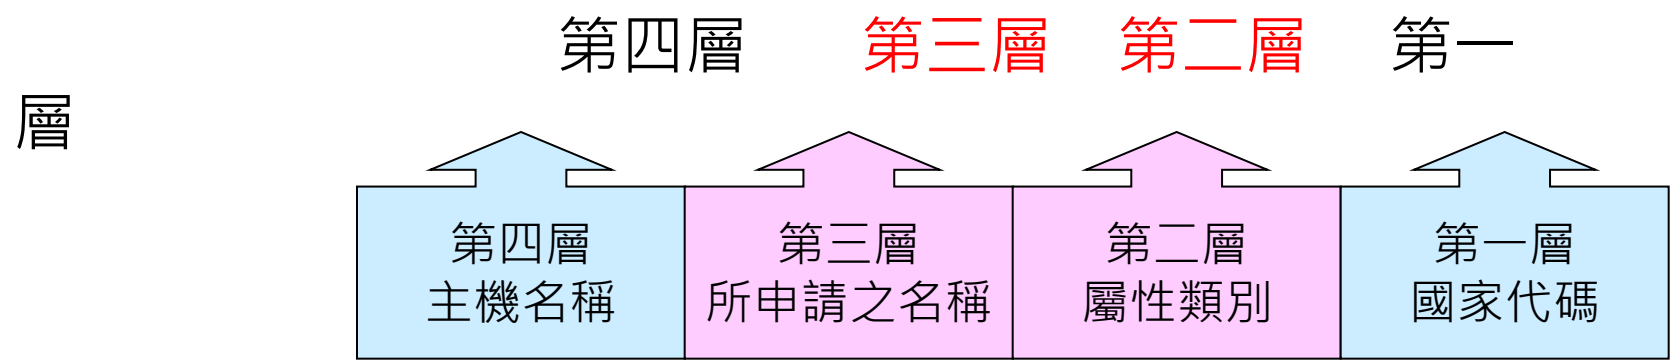 第四層 第三層 第二層 第一
層
第四層 第三層 第二層 第一層
主機名稱 所申請之名稱 屬性類別 國家代碼